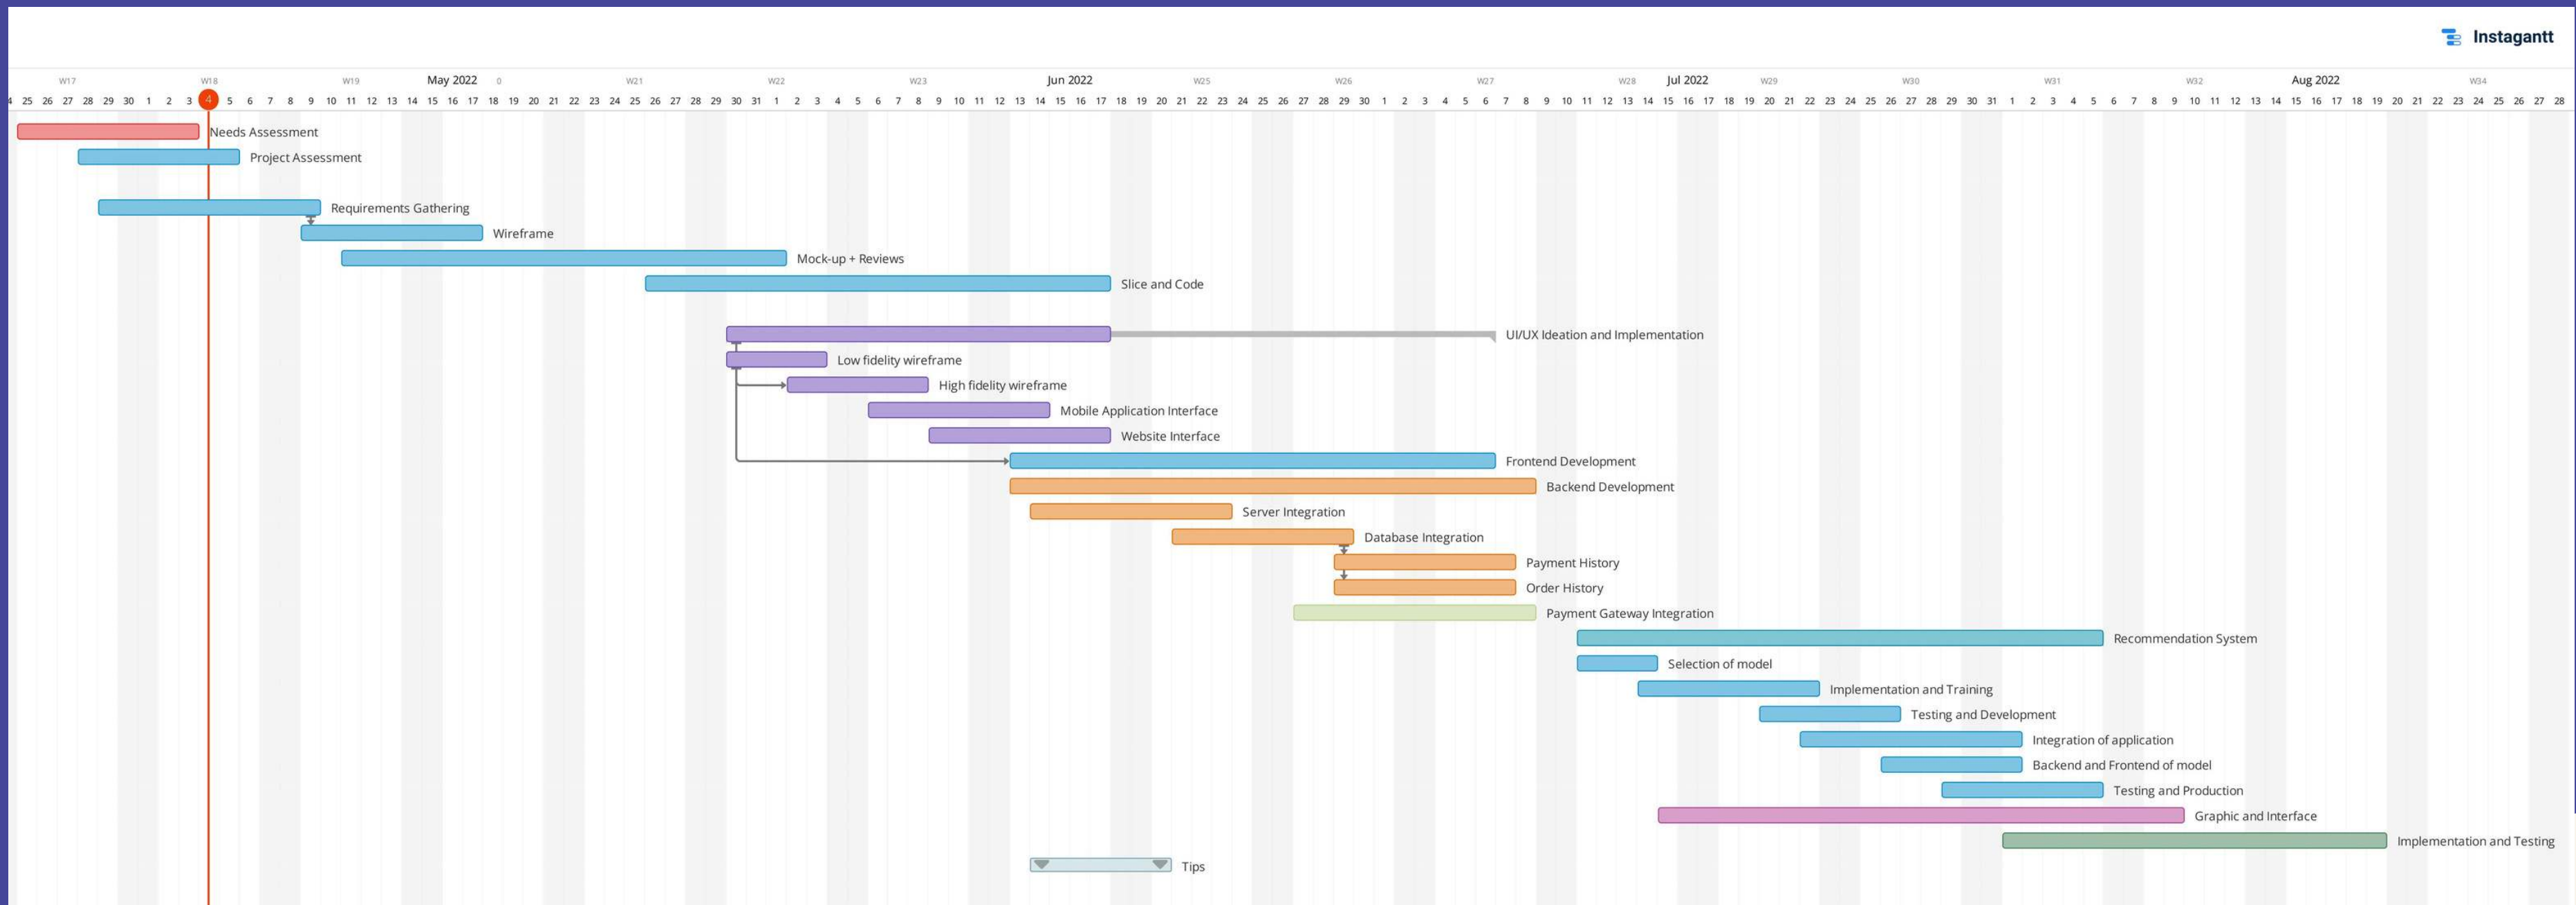 Instagantt
W17 W18 W19 May 2022 0 W21 W22 W23 Jun 2022 W25 W26 W27 W28 Jul 2022 W29 W30 W31 W32 Aug 2022 W34
4 25 26 27 28 29 30 1 2 3 4 5 6 7 8 9 10 11 12 13 14 15 16 17 18 19 20 21 22 23 24 25 26 27 28 29 30 31 1 2 3 4 5 6 7 8 9 10 11 12 13 14 15 16 17 18 19 20 21 22 23 24 25 26 27 28 29 30 1 2 3 4 5 6 7 8 9 10 11 12 13 14 15 16 17 18 19 20 21 22 23 24 25 26 27 28 29 30 31 1 2 3 4 5 6 7 8 9 10 11 12 13 14 15 16 17 18 19 20 21 22 23 24 25 26 27 28
Needs Assessment
Project Assessment
Requirements Gathering
Wireframe
Mock-up + Reviews
Slice and Code
UI/UX Ideation and Implementation
Low fidelity wireframe
High fidelity wireframe
Mobile Application Interface
Website Interface
Frontend Development
Backend Development
Server Integration
Database Integration
Payment History
Order History
Payment Gateway Integration
Recommendation System
Selection of model
Implementation and Training
Testing and Development
Integration of application
Backend and Frontend of model
Testing and Production
Graphic and Interface
Implementation and Testing
Tips